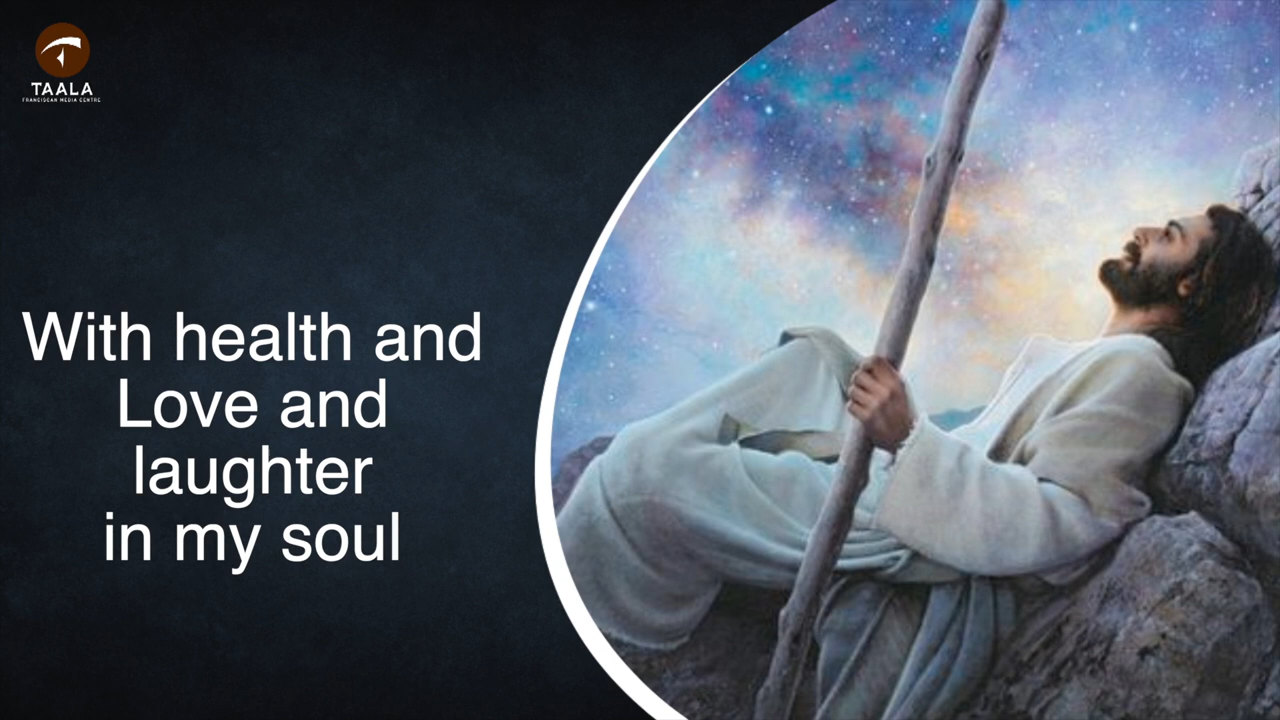 TAALA
FRANCISCAN MEDIA CENTRE
With health and
Love and
laughter
in my soul